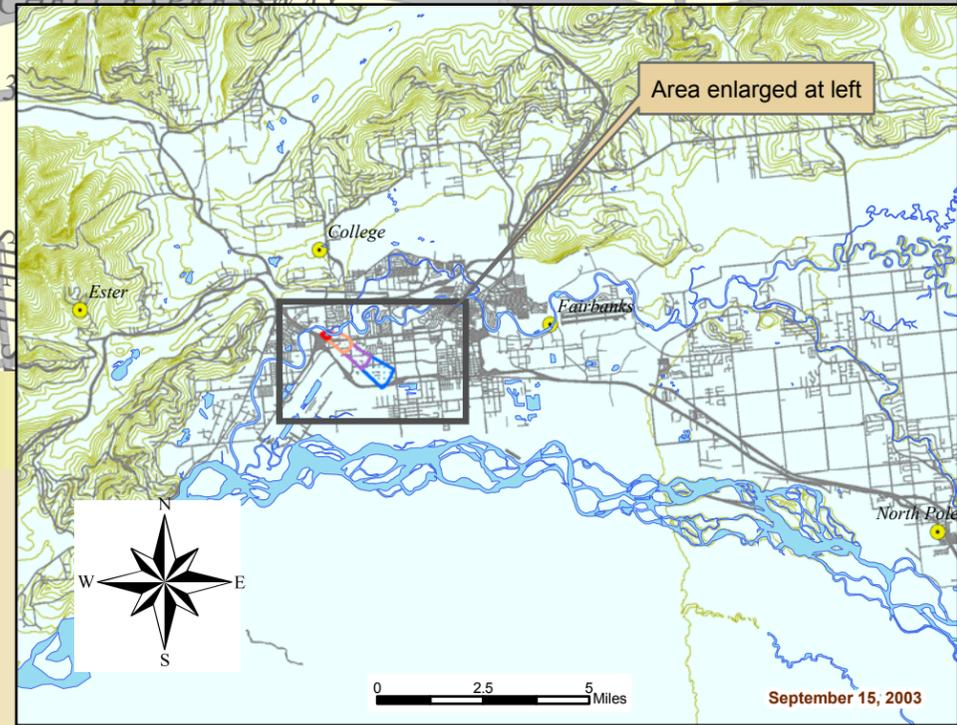 Area enlarged at left
College
Ester
Fairbanks
North Pole
N
W
E
S
0 2.5 5
Miles
September 15, 2003